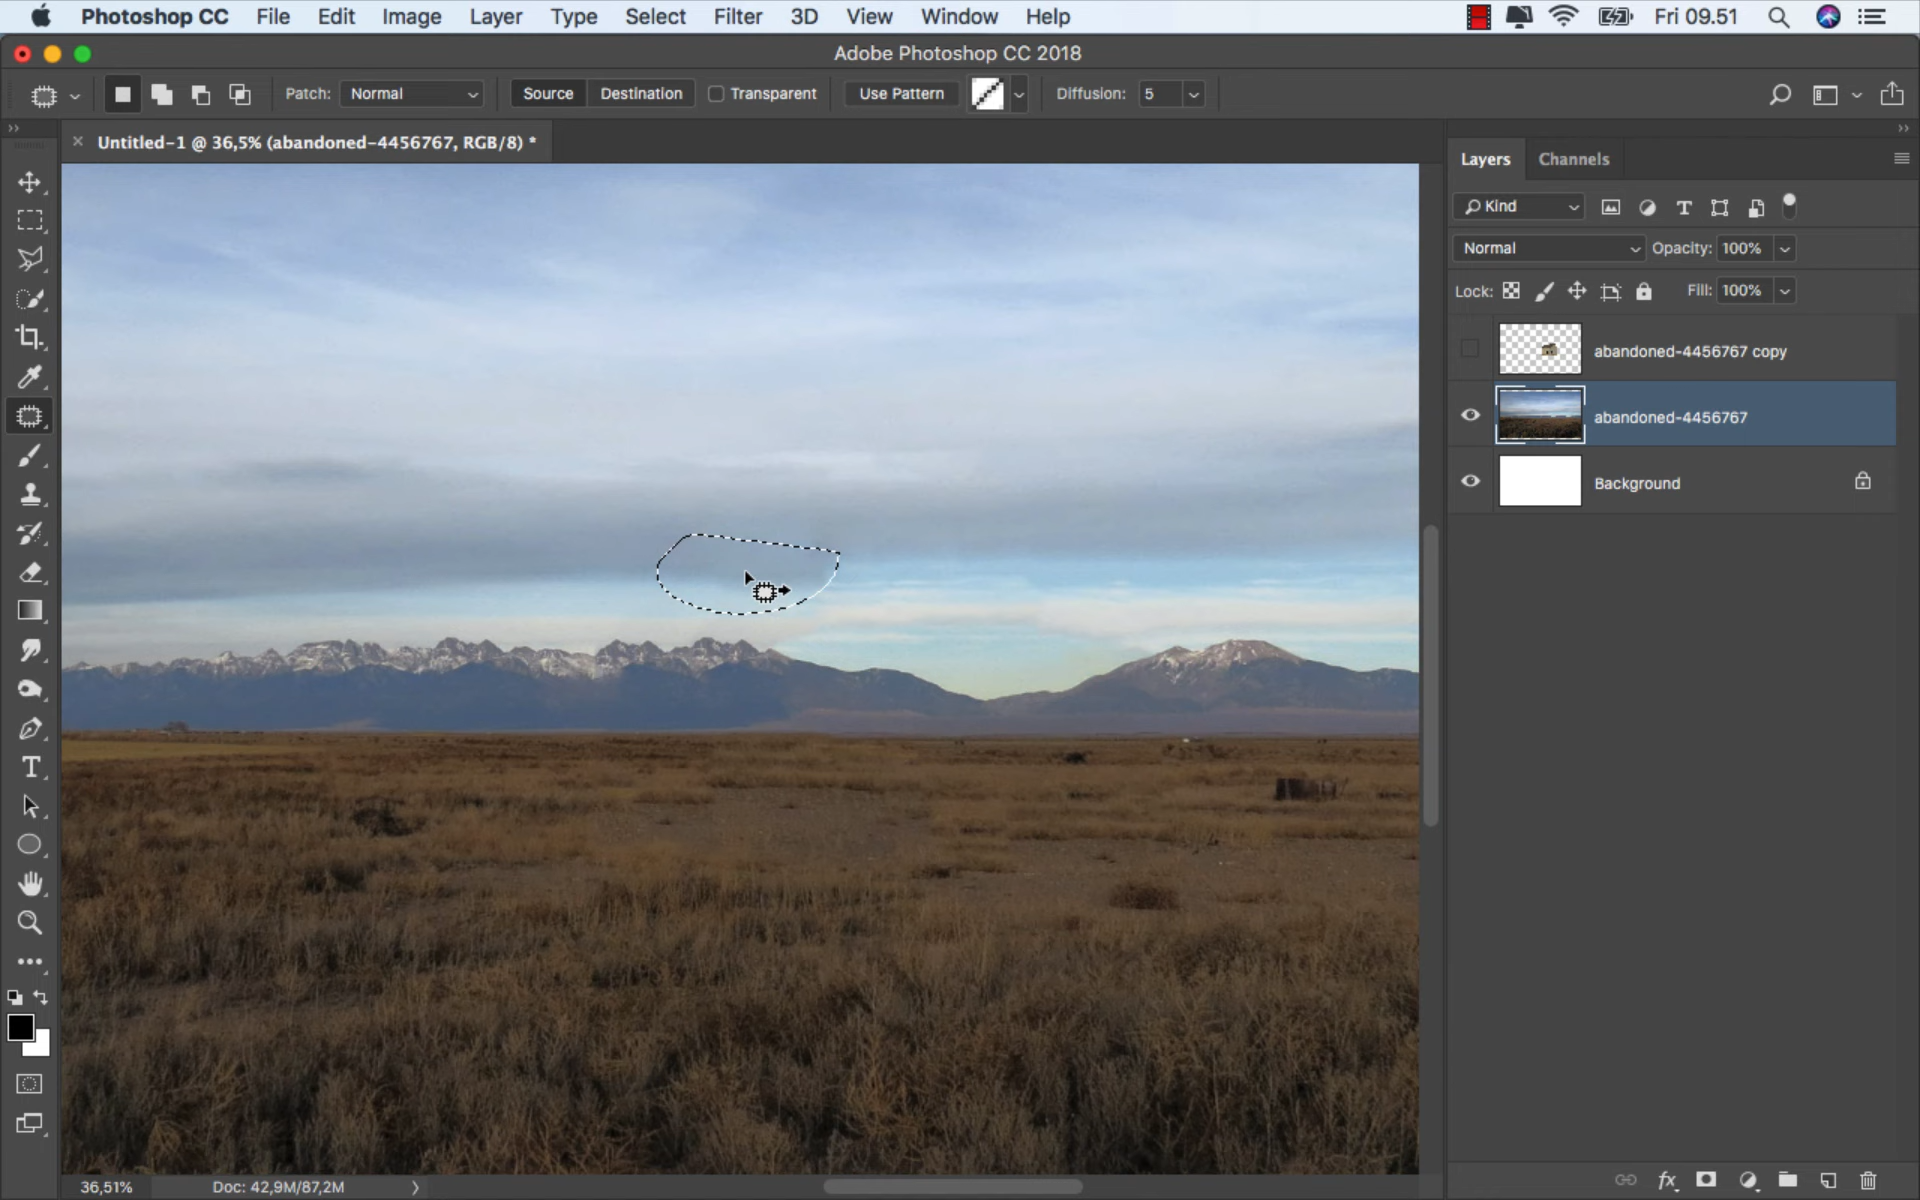 Photoshop CC File Edit Image Layer Type Select Filter 3D View Window Help Fri 09.51
Adobe Photoshop CC 2018
Patch: Normal Source Destination Transparent Use Pattern Diffusion: 5
Untitled-1 @ 36,5% (abandoned-4456767, RGB/8) *
Layers Channels
Kind
Normal Opacity: 100%
Lock: Fill: 100%
abandoned-4456767 copy
abandoned-4456767
Background
36,51% Doc: 42,9M/87,2M